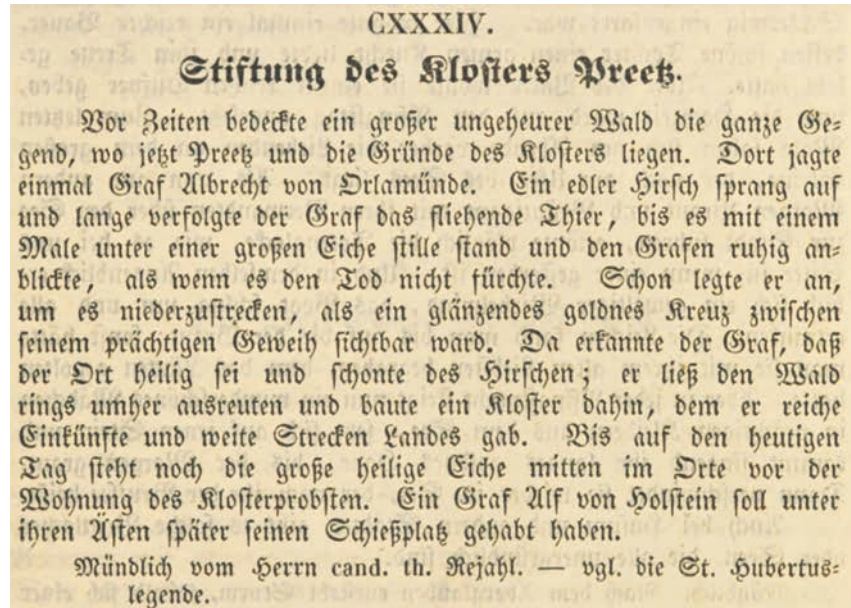 CXXXIV.
Stiftung des Klosters Preetz.
Vor Zeiten bedeckte ein großer ungeheurer Wald die ganze Ge=
gend, wo jetzt Preetz und die Gründe des Klosters liegen. Dort jagte
einmal Graf Albrecht von Orlamünde. Ein edler Hirsch sprang auf
und lange verfolgte der Graf das fliehende Thier, bis es mit einem
Male unter einer großen Eiche stille stand und den Grafen ruhig an=
blickte, als wenn es den Tod nicht fürchte. Schon legte er an,
um es niederzustrecken, als ein glänzendes goldnes Kreuz zwischen
seinem prächtigen Geweih sichtbar ward. Da erkannte der Graf, daß
der Ort heilig sei und schonte des Hirschen; er ließ den Wald
rings umher ausreuten und baute ein Kloster dahin, dem er reiche
Einkünfte und weite Strecken Landes gab. Bis auf den heutigen
Tag steht noch die große heilige Eiche mitten im Orte vor der
Wohnung des Klosterprobsten. Ein Graf Alf von Holstein soll unter
ihren Ästen später seinen Schießplatz gehabt haben.
Mündlich vom Herrn cand. th. Rejahl. — vgl. die St. Hubertus=
legende.